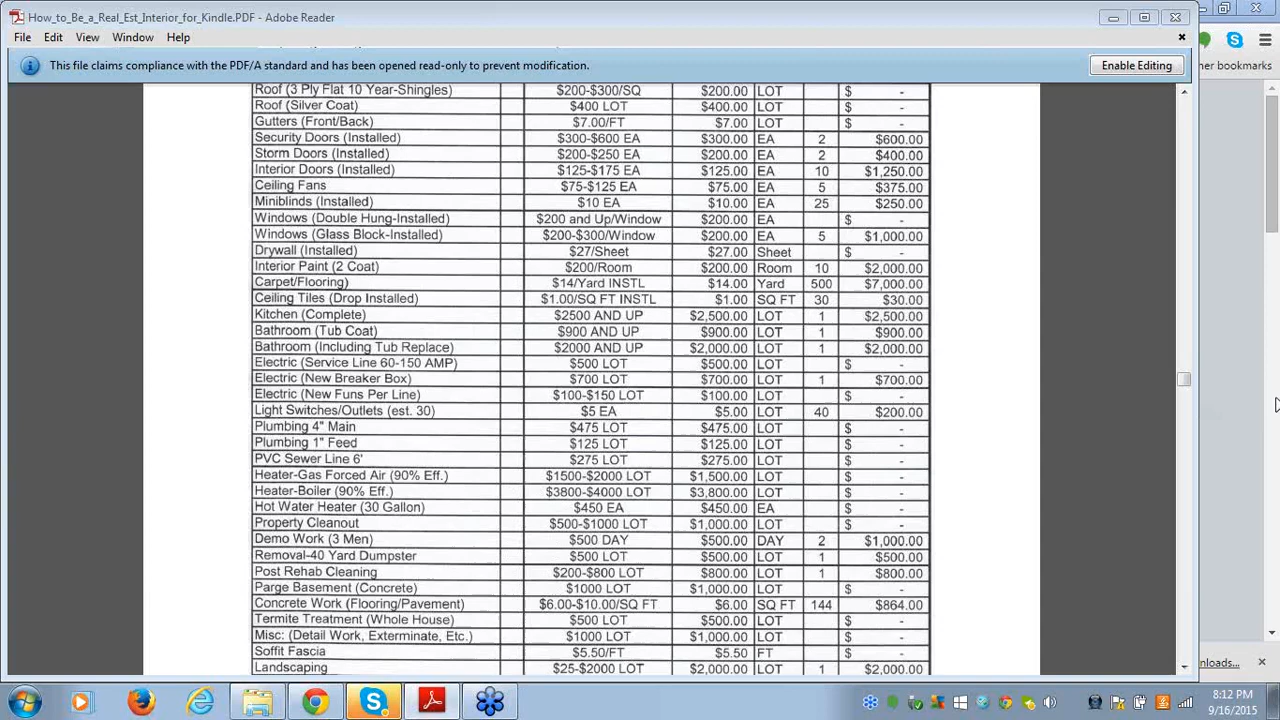 How_to_Be_a_Real_Est_Interior_for_Kindle.PDF - Adobe Reader
File Edit View Window Help
her bookmarks
This file claims compliance with the PDF/A standard and has been opened read-only to prevent modification. Enable Editing
Roof (3 Ply Flat 10 Year-Shingles) $200-$300/SQ $200.00 LOT $ -
Roof (Silver Coat) $400 LOT $400.00 LOT $ -
Gutters (Front/Back) $7.00/FT $7.00 LOT $ -
Security Doors (Installed) $300-$600 EA $300.00 EA 2 $600.00
Storm Doors (Installed) $200-$250 EA $200.00 EA 2 $400.00
Interior Doors (Installed) $125-$175 EA $125.00 EA 10 $1,250.00
Ceiling Fans $75-$125 EA $75.00 EA 5 $375.00
Miniblinds (Installed) $10 EA $10.00 EA 25 $250.00
Windows (Double Hung-Installed) $200 and Up/Window $200.00 EA $ -
Windows (Glass Block-Installed) $200-$300/Window $200.00 EA 5 $1,000.00
Drywall (Installed) $27/Sheet $27.00 Sheet $ -
Interior Paint (2 Coat) $200/Room $200.00 Room 10 $2,000.00
Carpet/Flooring) $14/Yard INSTL $14.00 Yard 500 $7,000.00
Ceiling Tiles (Drop Installed) $1.00/SQ FT INSTL $1.00 SQ FT 30 $30.00
Kitchen (Complete) $2500 AND UP $2,500.00 LOT 1 $2,500.00
Bathroom (Tub Coat) $900 AND UP $900.00 LOT 1 $900.00
Bathroom (Including Tub Replace) $2000 AND UP $2,000.00 LOT 1 $2,000.00
Electric (Service Line 60-150 AMP) $500 LOT $500.00 LOT $ -
Electric (New Breaker Box) $700 LOT $700.00 LOT 1 $700.00
Electric (New Funs Per Line) $100-$150 LOT $100.00 LOT $ -
Light Switches/Outlets (est. 30) $5 EA $5.00 LOT 40 $200.00
Plumbing 4" Main $475 LOT $475.00 LOT $ -
Plumbing 1" Feed $125 LOT $125.00 LOT $ -
PVC Sewer Line 6' $275 LOT $275.00 LOT $ -
Heater-Gas Forced Air (90% Eff.) $1500-$2000 LOT $1,500.00 LOT $ -
Heater-Boiler (90% Eff.) $3800-$4000 LOT $3,800.00 LOT $ -
Hot Water Heater (30 Gallon) $450 EA $450.00 EA $ -
Property Cleanout $500-$1000 LOT $1,000.00 LOT $ -
Demo Work (3 Men) $500 DAY $500.00 DAY 2 $1,000.00
Removal-40 Yard Dumpster $500 LOT $500.00 LOT 1 $500.00
Post Rehab Cleaning $200-$800 LOT $800.00 LOT 1 $800.00
Parge Basement (Concrete) $1000 LOT $1,000.00 LOT $ -
Concrete Work (Flooring/Pavement) $6.00-$10.00/SQ FT $6.00 SQ FT 144 $864.00
Termite Treatment (Whole House) $500 LOT $500.00 LOT $ -
Misc: (Detail Work, Exterminate, Etc.) $1000 LOT $1,000.00 LOT $ -
Soffit Fascia $5.50/FT $5.50 FT $ -
Landscaping $25-$2000 LOT $2,000.00 LOT 1 $2,000.00
wnloads...
8:12 PM
9/16/2015